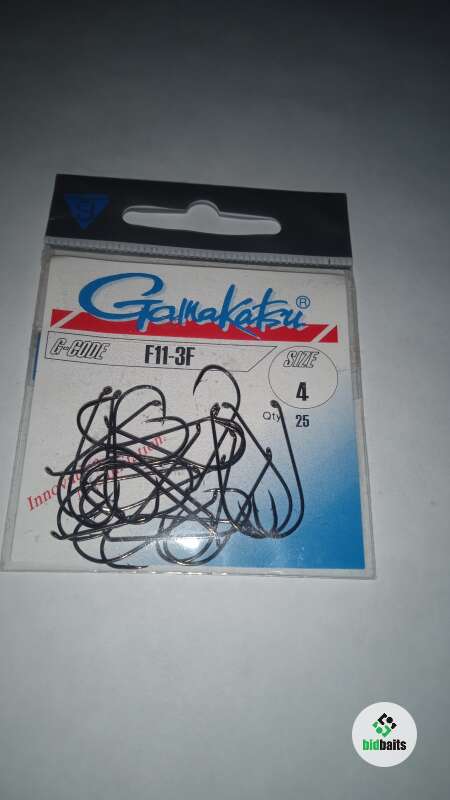 Gamakatsu®
G-CODE F11-3F SIZE
4
Qty 25
bidbaits